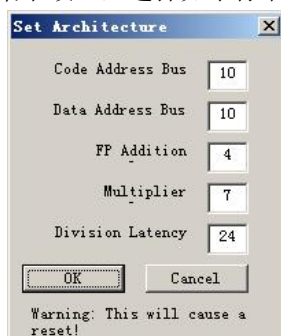 Set Architecture
Code Address Bus 10
Data Address Bus 10
FP Addition 4
Multiplier 7
Division Latency 24
OK Cancel
Warning: This will cause a
reset!